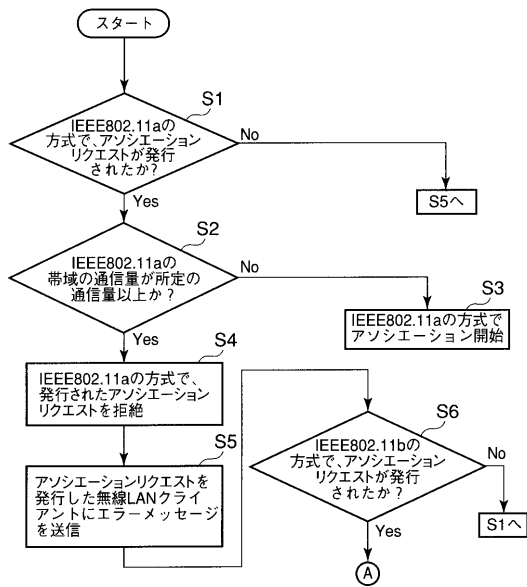 スタート
S1
IEEE802.11aの
方式で、アソシエーション
リクエストが発行
されたか?
No
S5へ
Yes
S2
IEEE802.11aの
帯域の通信量が所定の
通信量以上か?
No
S3
IEEE802.11aの方式で
アソシエーション開始
Yes
S4
IEEE802.11aの方式で、
発行されたアソシエーション
リクエストを拒絶
S5
アソシエーションリクエストを
発行した無線LANクライ
アントにエラーメッセージ
を送信
S6
IEEE802.11bの
方式で、アソシエーション
リクエストが発行
されたか?
No
S1へ
Yes
A